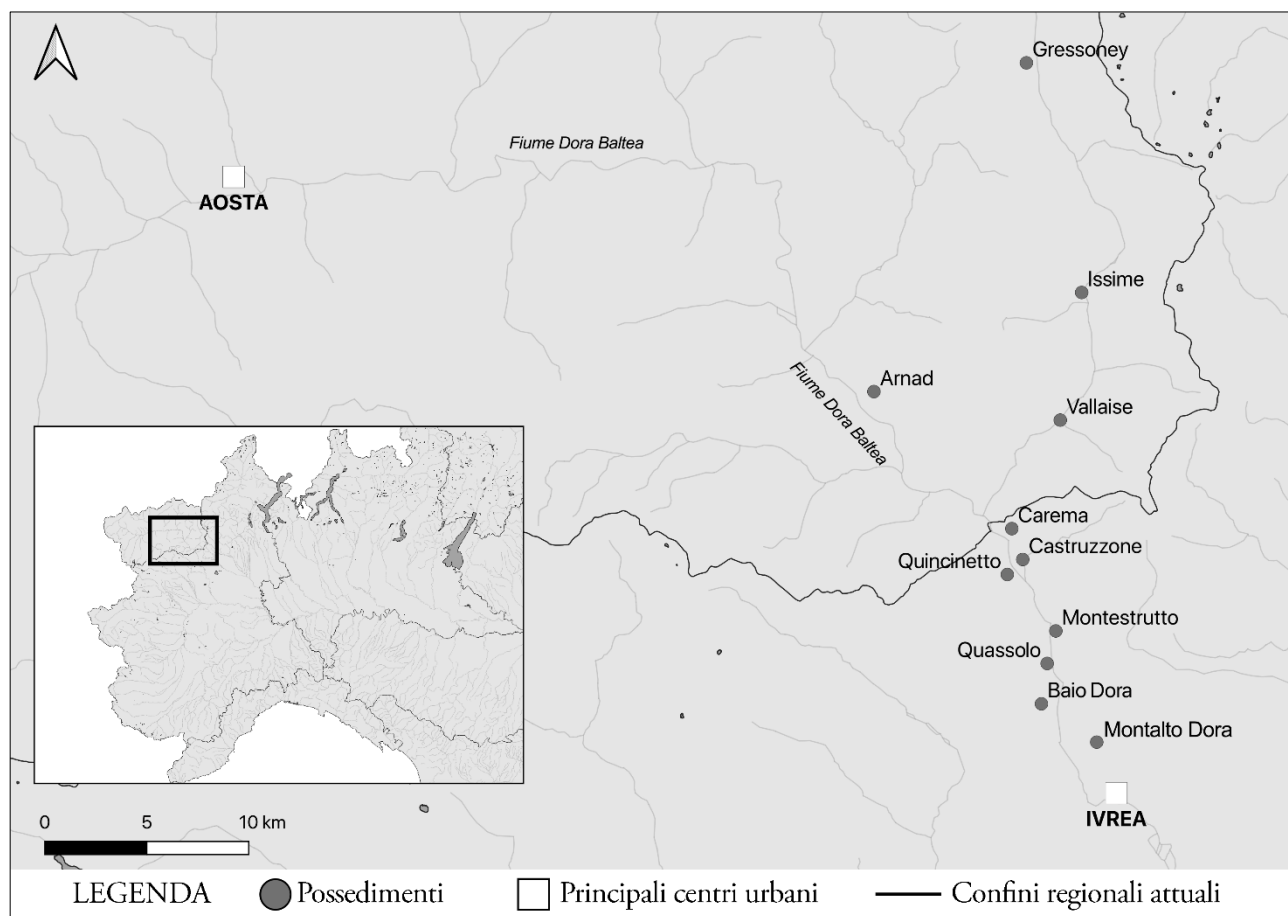 Gressoney
Fiume Dora Baltea
AOSTA
Issime
Fiume Dora Baltea
Arnad
Vallaise
Carema
Castruzzone
Quincinetto
Montestrutto
Quassolo
Baio Dora
Montalto Dora
IVREA
0 5 10 km
LEGENDA Possedimenti Principali centri urbani Confini regionali attuali